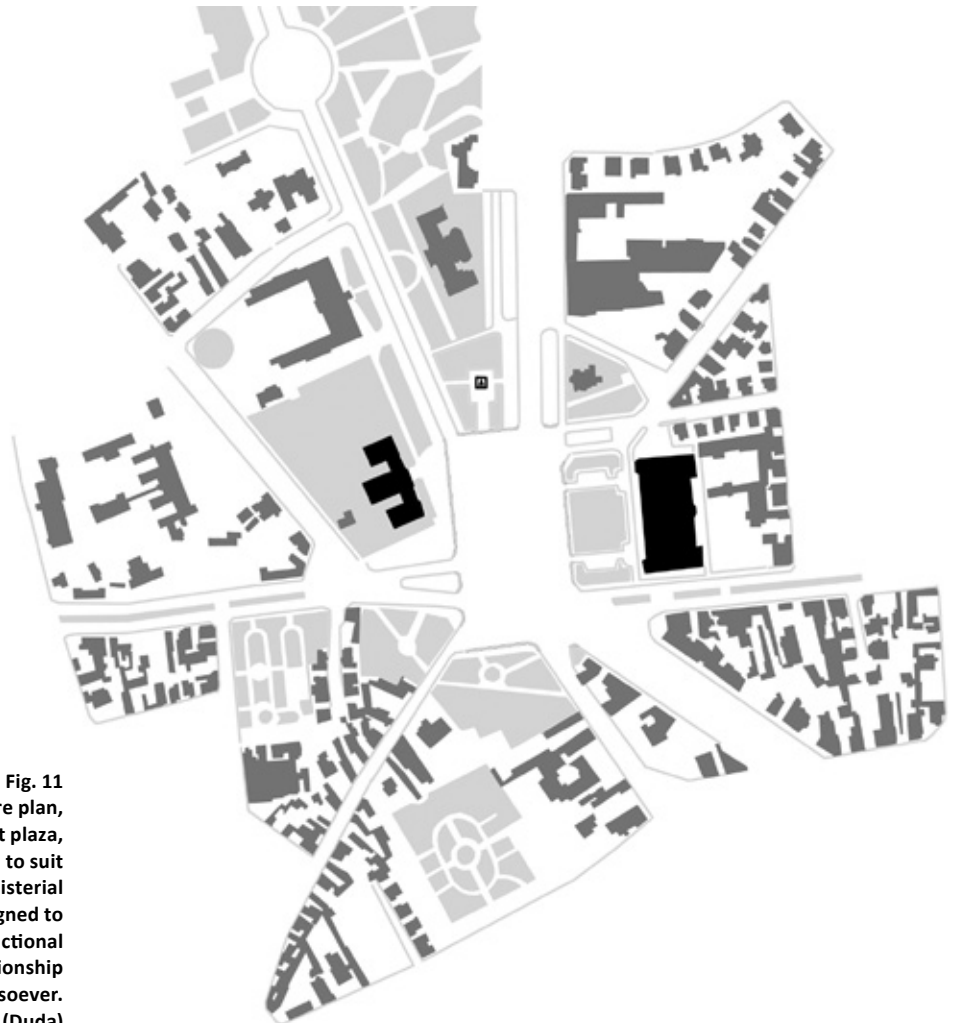 Fig. 11
re plan,
t plaza,
to suit
isterial
gned to
ctional
ionship
soever.
(Duda)